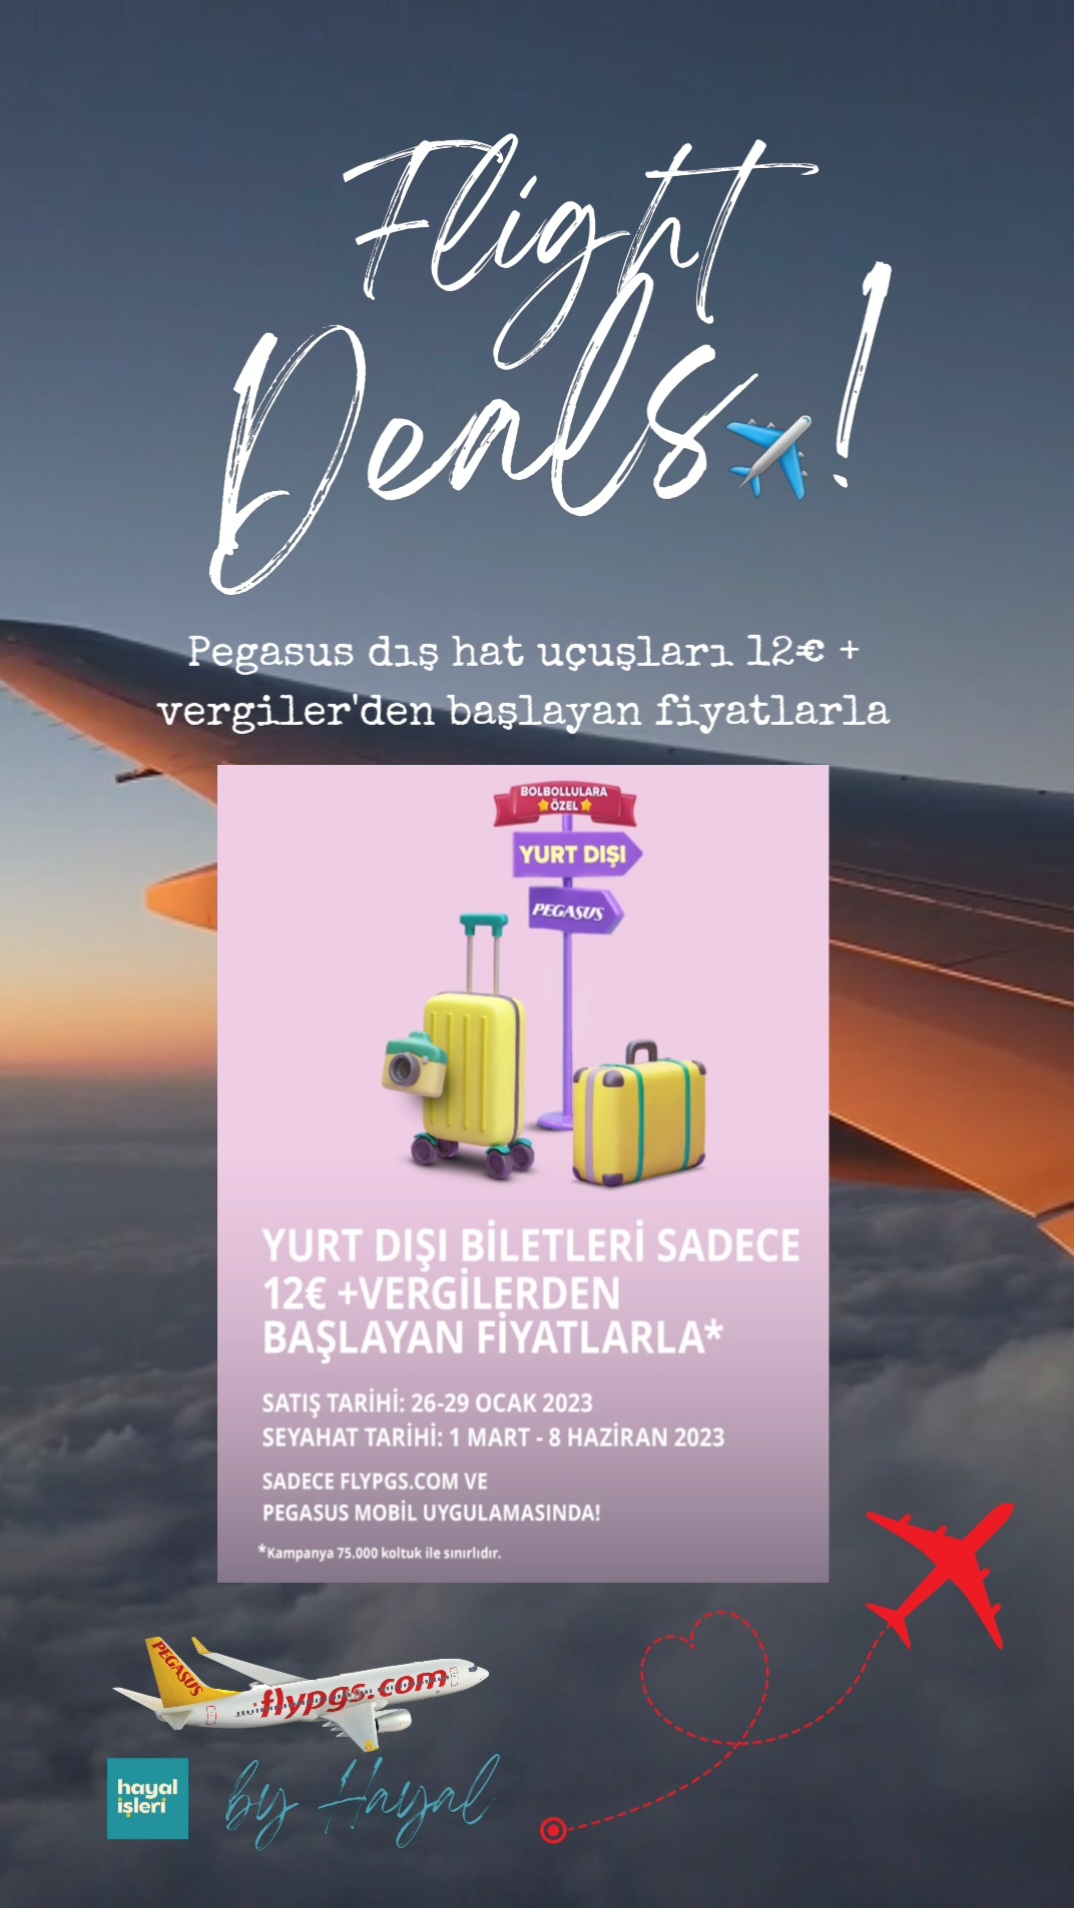 Flight
Deals!
Pegasus dış hat uçuşları 12€ +
vergiler'den başlayan fiyatlarla
BOLBOLLULARA
ÖZEL
YURT DIŞI
PEGASUS
YURT DIŞI BİLETLERİ SADECE
12€ +VERGİLERDEN
BAŞLAYAN FİYATLARLA*
SATIŞ TARİHİ: 26-29 OCAK 2023
SEYAHAT TARİHİ: 1 MART - 8 HAZİRAN 2023
SADECE FLYPGS.COM VE
PEGASUS MOBİL UYGULAMASINDA!
*Kampanya 75.000 koltuk ile sınırlıdır.
PEGASUS
flypgs.com
hayal
işleri
by Hayal